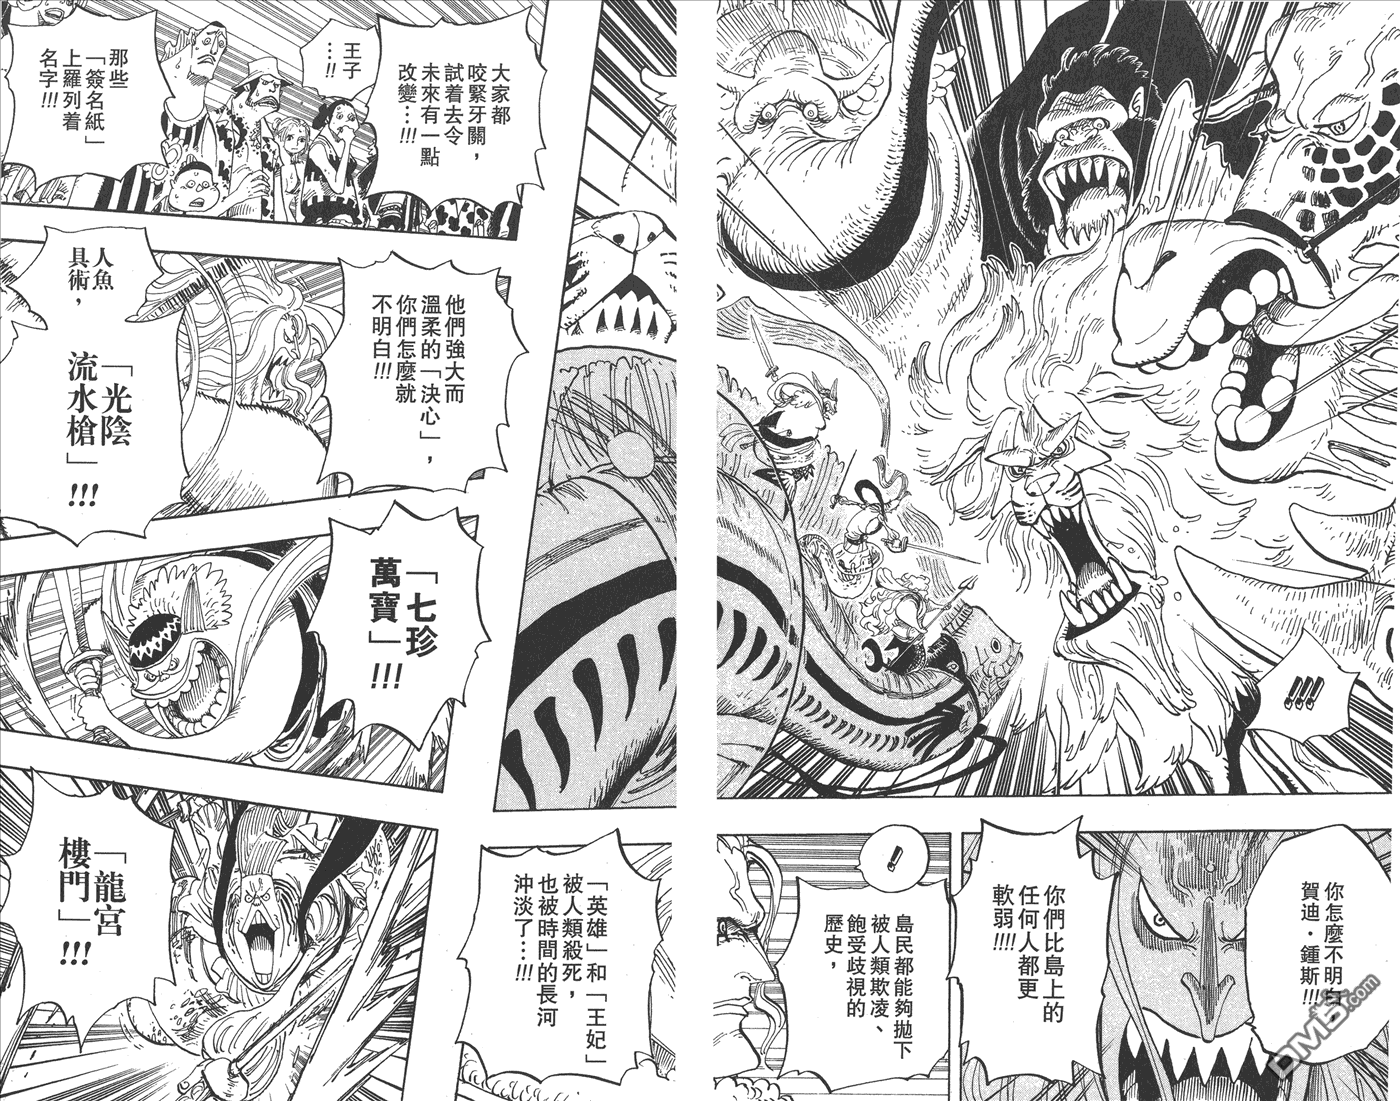 !!!
你怎麼不明白，
賀迪・鍾斯!!!
你們比島上的
任何人都更
軟弱!!!!
!
島民都能夠拋下
被人類欺凌、
飽受歧視的
歷史，
「英雄」和「王妃」
被人類殺死，
也被時間的長河
沖淡了…!!!
大家都
咬緊牙關，
試着去令
未來有一點
改變…!!!
王子
…!!
那些
「簽名紙」
上羅列着
名字!!!
他們強大而
溫柔的「決心」，
你們怎麼就
不明白!!!
人魚
具術，
「光陰
流水槍」!!!
「七珍
萬寶」!!!
「龍宮
樓門」!!!
DM5.com